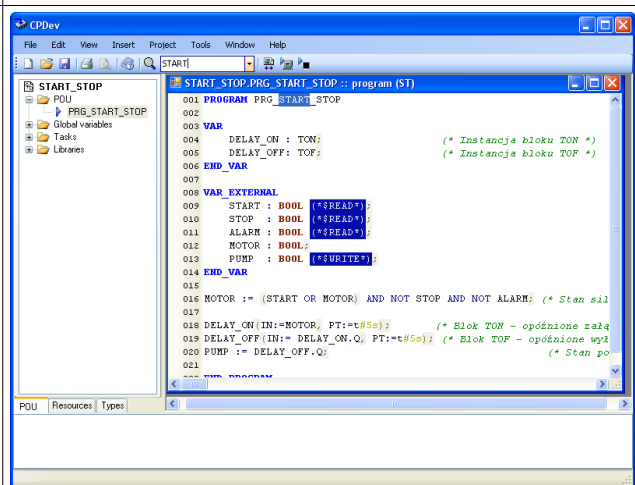 CPDev
File Edit View Insert Project Tools Window Help
START
START_STOP
POU
PRG_START_STOP
Global variables
Tasks
Libraries
START_STOP.PRG_START_STOP :: program (ST)
001 PROGRAM PRG_START_STOP
002
003 VAR
004 DELAY_ON : TON; (* Instancja bloku TON *)
005 DELAY_OFF: TOF; (* Instancja bloku TOF *)
006 END_VAR
007
008 VAR_EXTERNAL
009 START : BOOL (*$READ*);
010 STOP : BOOL (*$READ*);
011 ALARM : BOOL (*$READ*);
012 MOTOR : BOOL;
013 PUMP : BOOL (*$WRITE*);
014 END_VAR
015
016 MOTOR := (START OR MOTOR) AND NOT STOP AND NOT ALARM; (* Stan sil
017
018 DELAY_ON(IN:=MOTOR, PT:=t#5s); (* Blok TON - opóźnione załą
019 DELAY_OFF(IN:= DELAY_ON.Q, PT:=t#5s); (* Blok TOF - opóźnione wył
020 PUMP := DELAY_OFF.Q; (* Stan po
021
022 END_PROGRAM
POU Resources Types